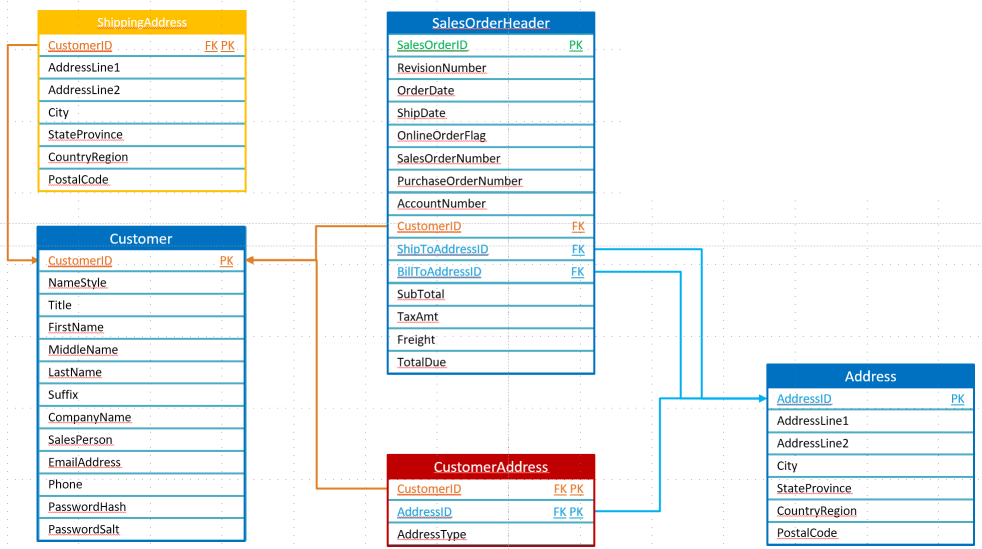 ShippingAddress
CustomerID FK PK
AddressLine1
AddressLine2
City
StateProvince
CountryRegion
PostalCode
Customer
CustomerID PK
NameStyle
Title
FirstName
MiddleName
LastName
Suffix
CompanyName
SalesPerson
EmailAddress
Phone
PasswordHash
PasswordSalt
SalesOrderHeader
SalesOrderID PK
RevisionNumber
OrderDate
ShipDate
OnlineOrderFlag
SalesOrderNumber
PurchaseOrderNumber
AccountNumber
CustomerID FK
ShipToAddressID FK
BillToAddressID FK
SubTotal
TaxAmt
Freight
TotalDue
CustomerAddress
CustomerID FK PK
AddressID FK PK
AddressType
Address
AddressID PK
AddressLine1
AddressLine2
City
StateProvince
CountryRegion
PostalCode